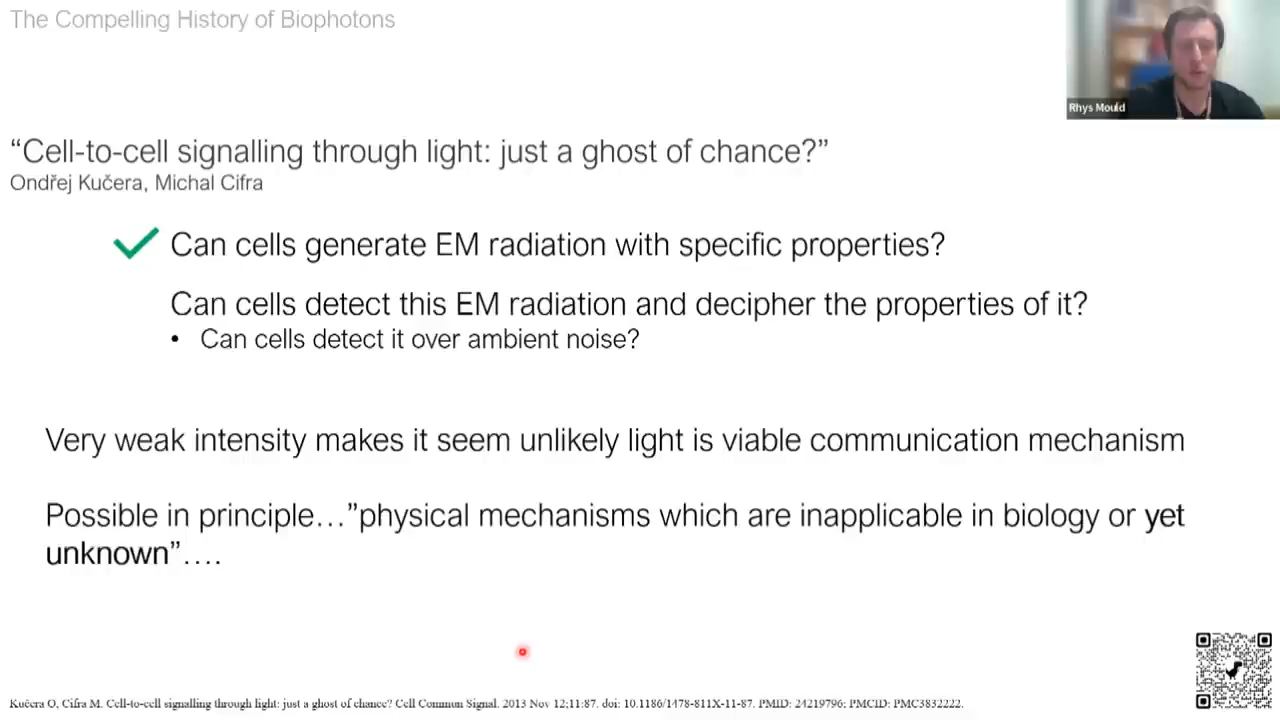 The Compelling History of Biophotons
Rhys Mould
“Cell-to-cell signalling through light: just a ghost of chance?”
Ondřej Kučera, Michal Cifra
Can cells generate EM radiation with specific properties?
Can cells detect this EM radiation and decipher the properties of it?
• Can cells detect it over ambient noise?
Very weak intensity makes it seem unlikely light is viable communication mechanism
Possible in principle…”physical mechanisms which are inapplicable in biology or yet
unknown”….
Kučera O, Cifra M. Cell-to-cell signalling through light: just a ghost of chance? Cell Commun Signal. 2013 Nov 12;11:87. doi: 10.1186/1478-811X-11-87. PMID: 24219796; PMCID: PMC3832222.